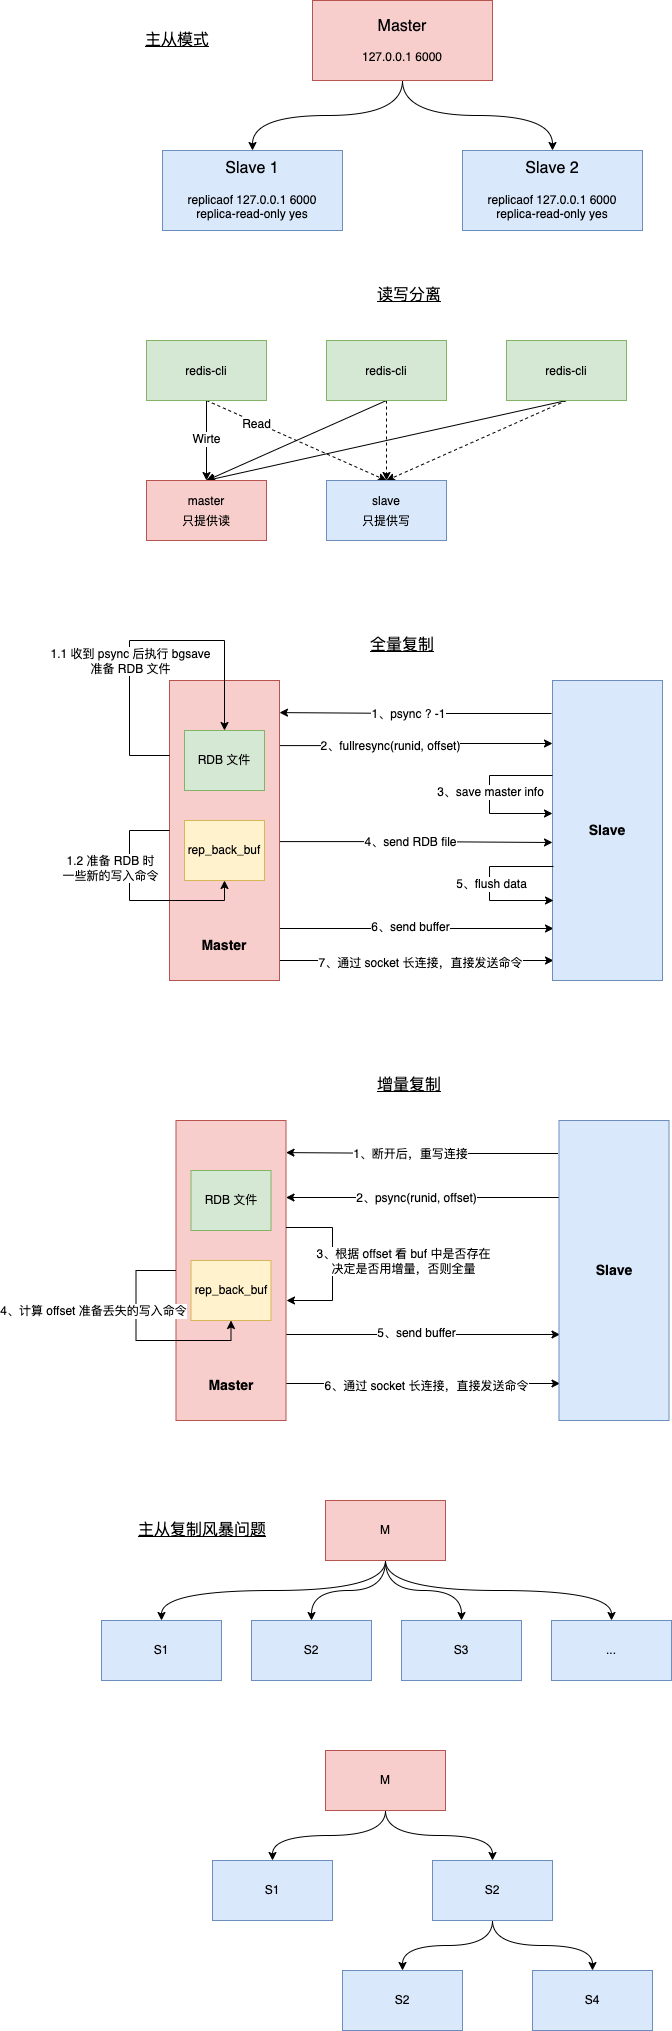 主从模式
Master
127.0.0.1 6000
Slave 1
replicaof 127.0.0.1 6000
replica-read-only yes
Slave 2
replicaof 127.0.0.1 6000
replica-read-only yes
读写分离
redis-cli
redis-cli
redis-cli
Read
Wirte
master
只提供读
slave
只提供写
全量复制
1.1 收到 psync 后执行 bgsave
准备 RDB 文件
1、psync ? -1
2、fullresync(runid, offset)
RDB 文件
3、save master info
Slave
4、send RDB file
rep_back_buf
1.2 准备 RDB 时
一些新的写入命令
5、flush data
6、send buffer
Master
7、通过 socket 长连接，直接发送命令
增量复制
1、断开后，重写连接
2、psync(runid, offset)
RDB 文件
3、根据 offset 看 buf 中是否存在
决定是否用增量，否则全量
Slave
rep_back_buf
4、计算 offset 准备丢失的写入命令
5、send buffer
Master
6、通过 socket 长连接，直接发送命令
主从复制风暴问题
M
S1
S2
S3
...
M
S1
S2
S2
S4